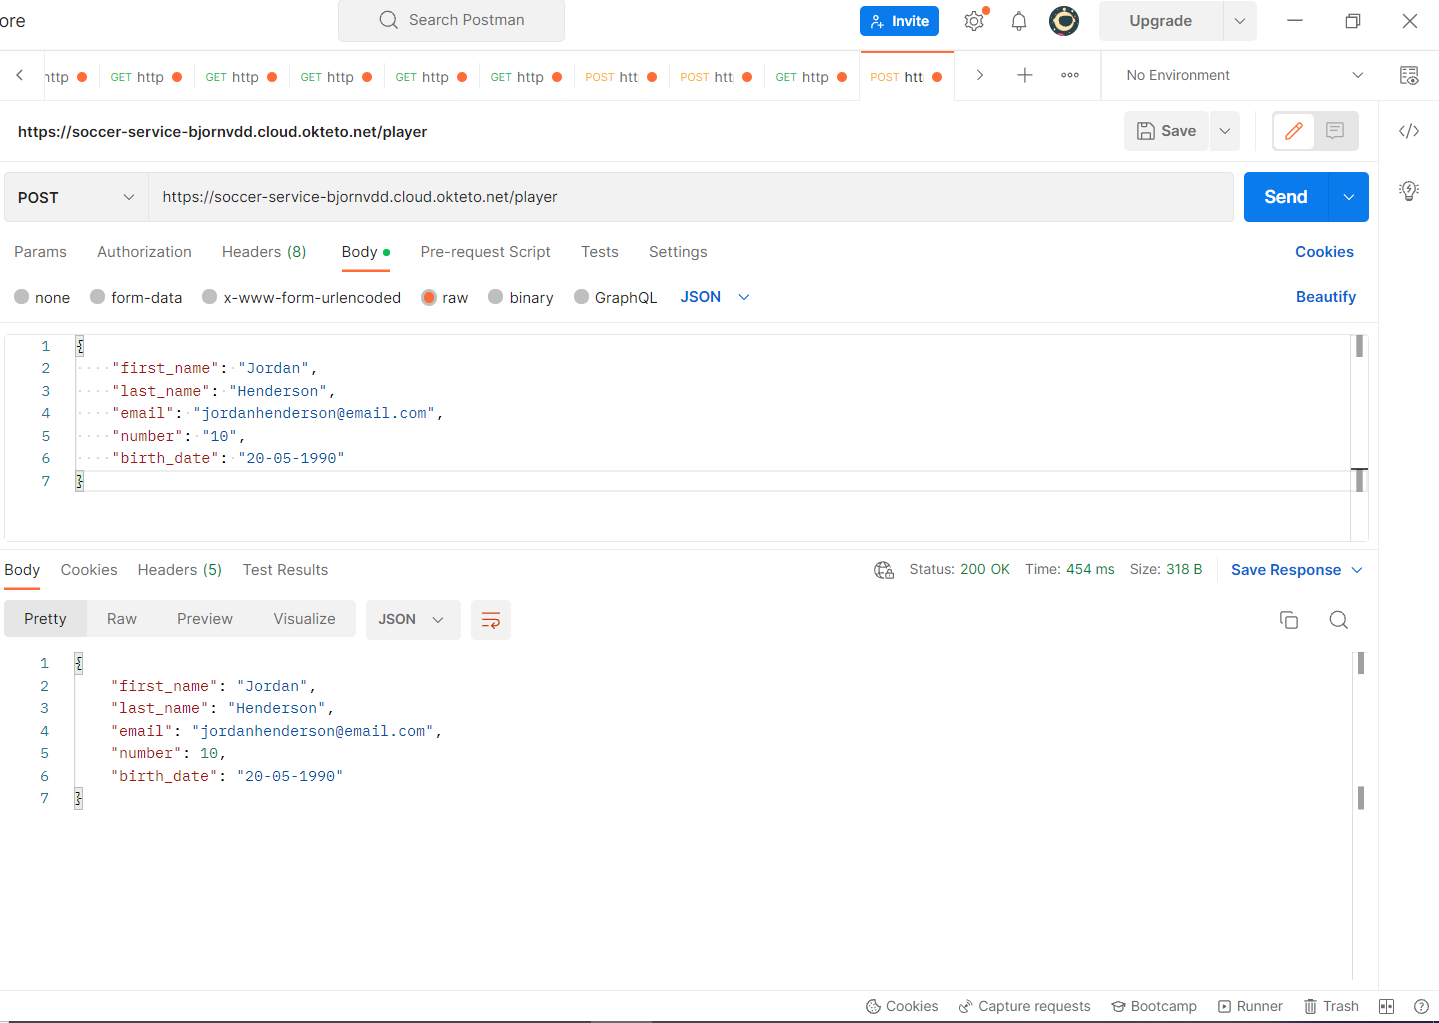 ore
Search Postman
Invite
Upgrade
http
GET http
GET http
GET http
GET http
GET http
POST htt
POST htt
GET http
POST htt
No Environment
https://soccer-service-bjornvdd.cloud.okteto.net/player
Save
POST
https://soccer-service-bjornvdd.cloud.okteto.net/player
Send
Params Authorization Headers (8) Body Pre-request Script Tests Settings Cookies
none form-data x-www-form-urlencoded raw binary GraphQL JSON Beautify
1 {
2 "first_name": "Jordan",
3 "last_name": "Henderson",
4 "email": "jordanhenderson@email.com",
5 "number": "10",
6 "birth_date": "20-05-1990"
7 }
Body Cookies Headers (5) Test Results Status: 200 OK Time: 454 ms Size: 318 B Save Response
Pretty Raw Preview Visualize JSON
1 {
2 "first_name": "Jordan",
3 "last_name": "Henderson",
4 "email": "jordanhenderson@email.com",
5 "number": 10,
6 "birth_date": "20-05-1990"
7 }
Cookies Capture requests Bootcamp Runner Trash